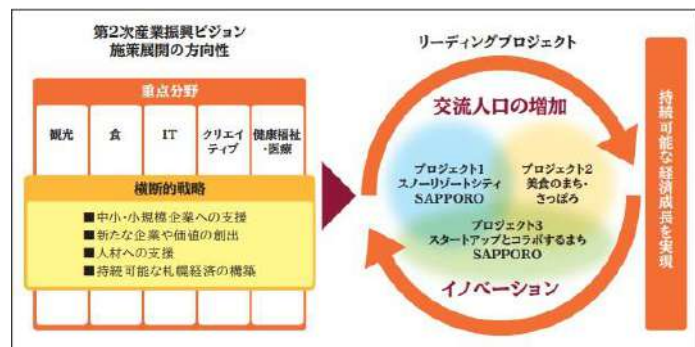 第2次産業振興ビジョン
施策展開の方向性
重点分野
観光
食
IT
クリエイ
ティブ
健康福祉
・医療
横断的戦略
■中小・小規模企業への支援
■新たな企業や価値の創出
■人材への支援
■持続可能な札幌経済の構築
リーディングプロジェクト
交流人口の増加
プロジェクト1
スノーリゾートシティ
SAPPORO
プロジェクト2
美食のまち・
さっぽろ
プロジェクト3
スタートアップとコラボするまち
SAPPORO
イノベーション
持続可能な経済成長を実現